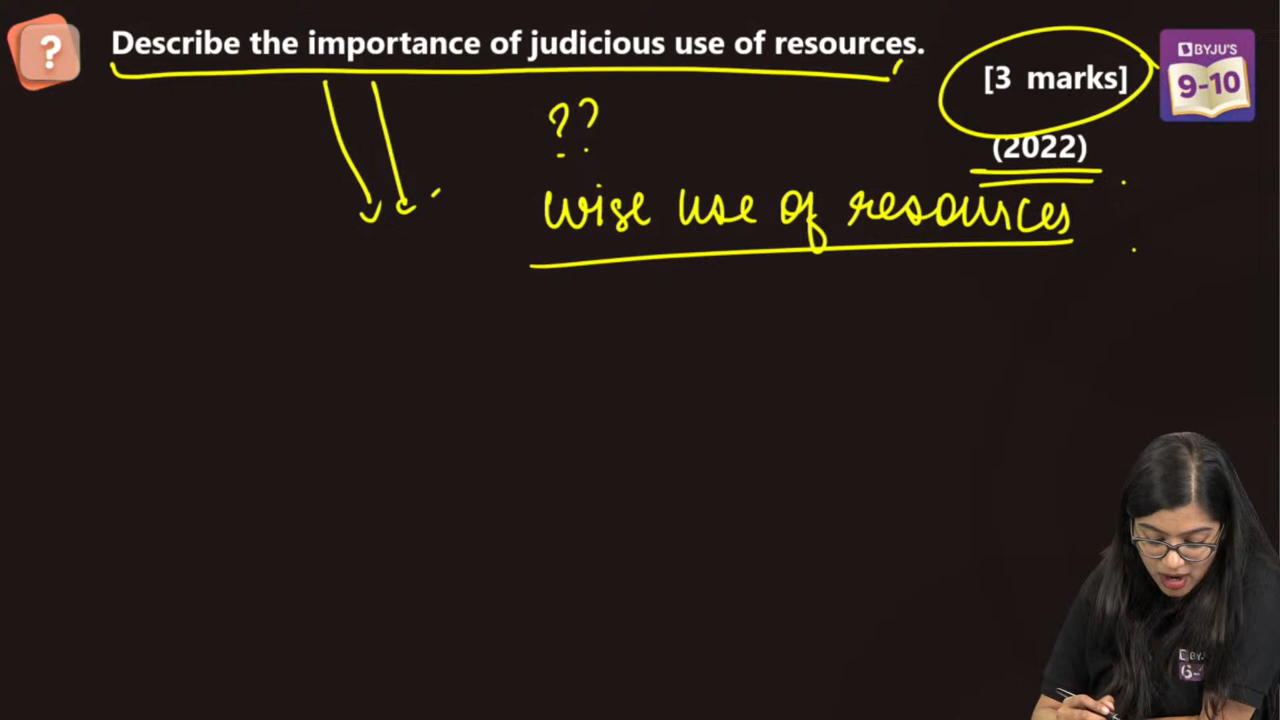 ?
Describe the importance of judicious use of resources.
[3 marks]
BYJU'S
9-10
(2022)
??
wise use of resources